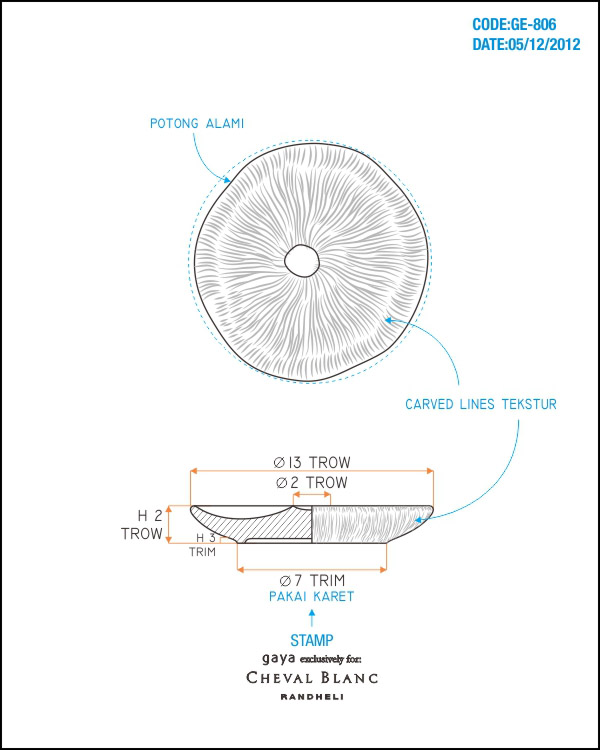 CODE:GE-806
DATE:05/12/2012
POTONG ALAMI
CARVED LINES TEKSTUR
Ø13 TROW
Ø2 TROW
H 2
TROW
H 3
TRIM
Ø7 TRIM
PAKAI KARET
STAMP
gaya exclusively for:
CHEVAL BLANC
RANDHELI